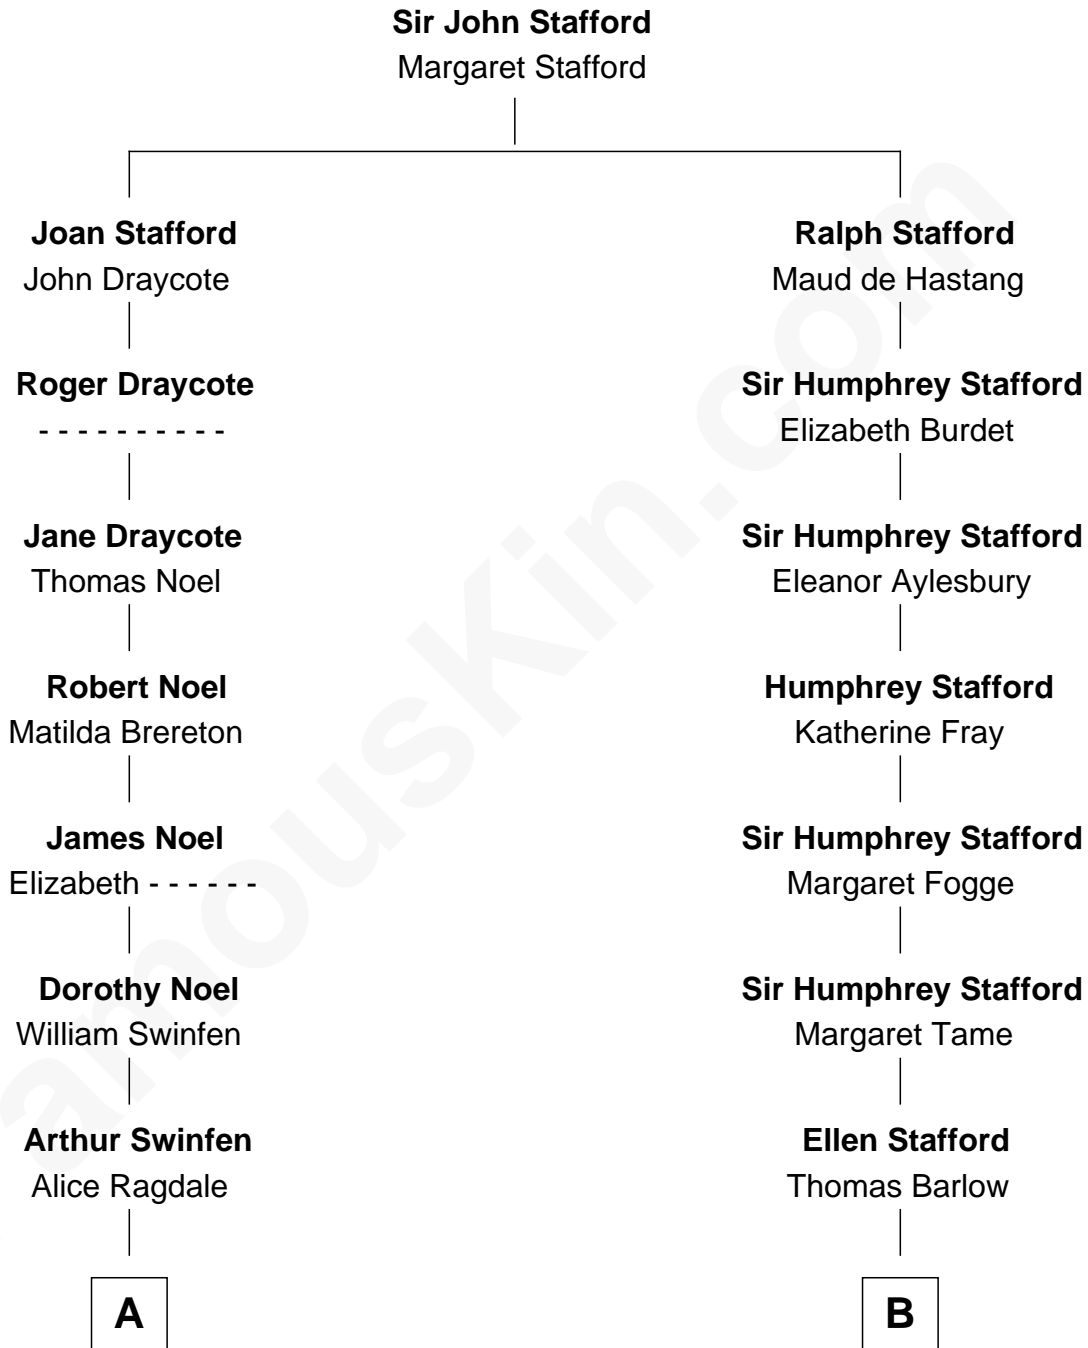 Sir John Stafford
Margaret Stafford
Joan Stafford
John Draycote
Roger Draycote
- - - - - - - - - -
Jane Draycote
Thomas Noel
Robert Noel
Matilda Brereton
James Noel
Elizabeth - - - - - -
Dorothy Noel
William Swinfen
Arthur Swinfen
Alice Ragdale
A
Ralph Stafford
Maud de Hastang
Sir Humphrey Stafford
Elizabeth Burdet
Sir Humphrey Stafford
Eleanor Aylesbury
Humphrey Stafford
Katherine Fray
Sir Humphrey Stafford
Margaret Fogge
Sir Humphrey Stafford
Margaret Tame
Ellen Stafford
Thomas Barlow
B
amouskin.com